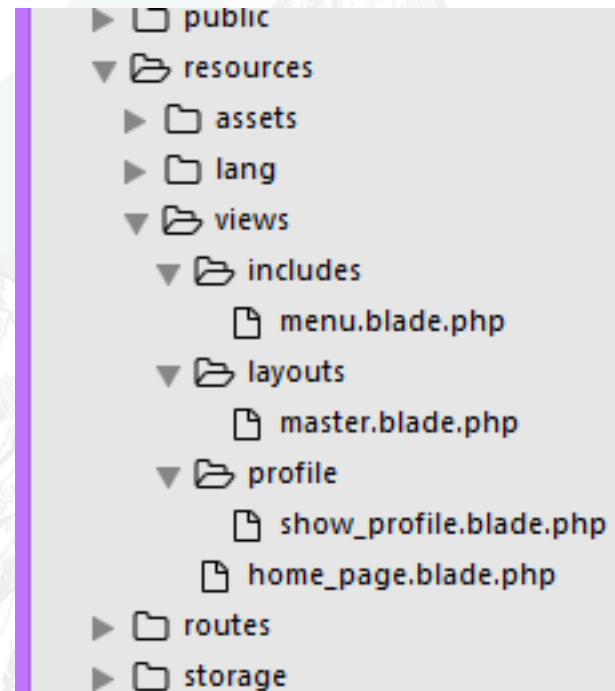 public
resources
assets
lang
views
includes
menu.blade.php
layouts
master.blade.php
profile
show_profile.blade.php
home_page.blade.php
routes
storage